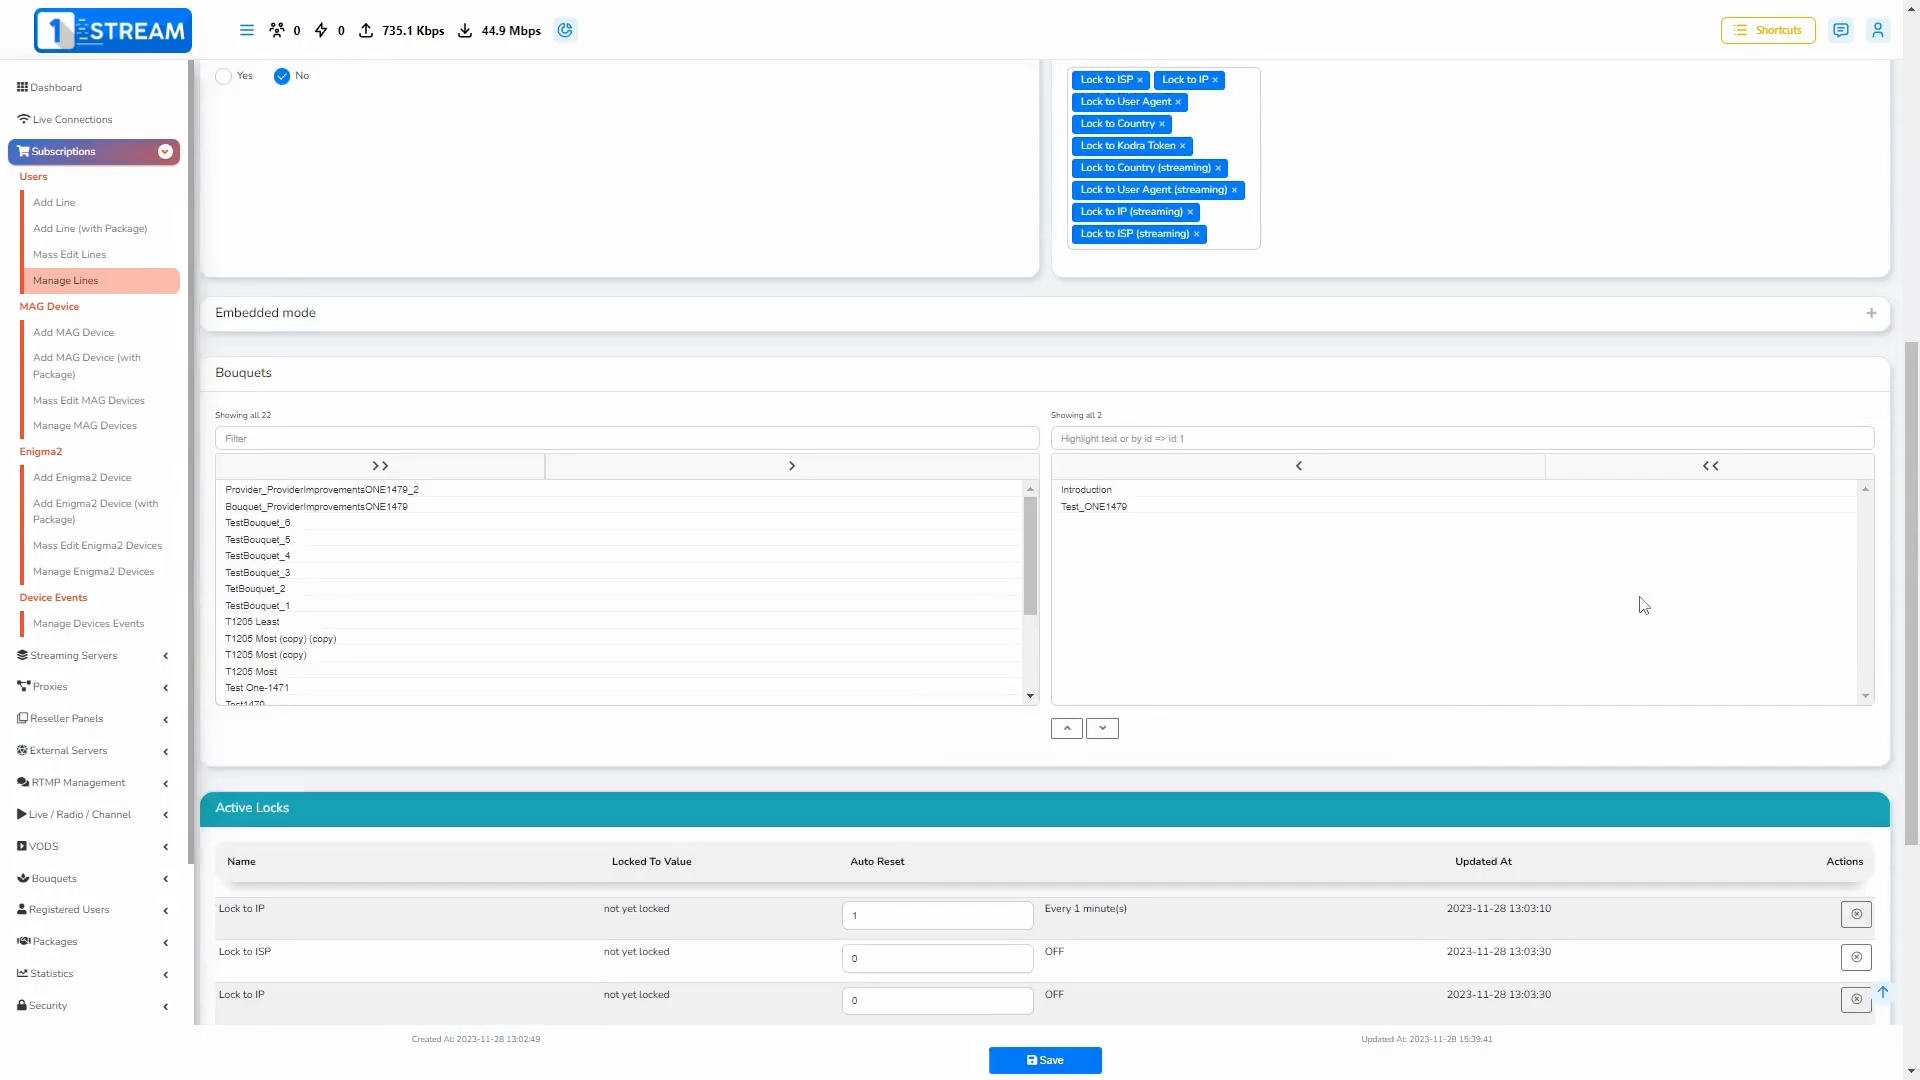 1 STREAM
0
0
735.1 Kbps
44.9 Mbps
Shortcuts
Dashboard
Live Connections
Subscriptions
Users
Add Line
Add Line (with Package)
Mass Edit Lines
Manage Lines
MAG Device
Add MAG Device
Add MAG Device (with
Package)
Mass Edit MAG Devices
Manage MAG Devices
Enigma2
Add Enigma2 Device
Add Enigma2 Device (with
Package)
Mass Edit Enigma2 Devices
Manage Enigma2 Devices
Device Events
Manage Devices Events
Streaming Servers
Proxies
Reseller Panels
External Servers
RTMP Management
Live / Radio / Channel
VODS
Bouquets
Registered Users
Packages
Statistics
Security
Yes
No
Lock to ISP ×
Lock to IP ×
Lock to User Agent ×
Lock to Country ×
Lock to Kodra Token ×
Lock to Country (streaming) ×
Lock to User Agent (streaming) ×
Lock to IP (streaming) ×
Lock to ISP (streaming) ×
Embedded mode
Bouquets
Showing all 22
Filter
Provider_ProviderImprovementsONE1479_2
Bouquet_ProviderImprovementsONE1479
TestBouquet_6
TestBouquet_5
TestBouquet_4
TestBouquet_3
TetBouquet_2
TestBouquet_1
T1205 Least
T1205 Most (copy) (copy)
T1205 Most (copy)
T1205 Most
Test One-1471
Test1479
Showing all 2
Highlight text or by id => id:1
Introduction
Test_ONE1479
Active Locks
Name Locked To Value Auto Reset Updated At Actions
Lock to IP not yet locked 1 Every 1 minute(s) 2023-11-28 13:03:10
Lock to ISP not yet locked 0 OFF 2023-11-28 13:03:30
Lock to IP not yet locked 0 OFF 2023-11-28 13:03:30
Created At: 2023-11-28 13:02:49
Updated At: 2023-11-28 15:39:41
Save